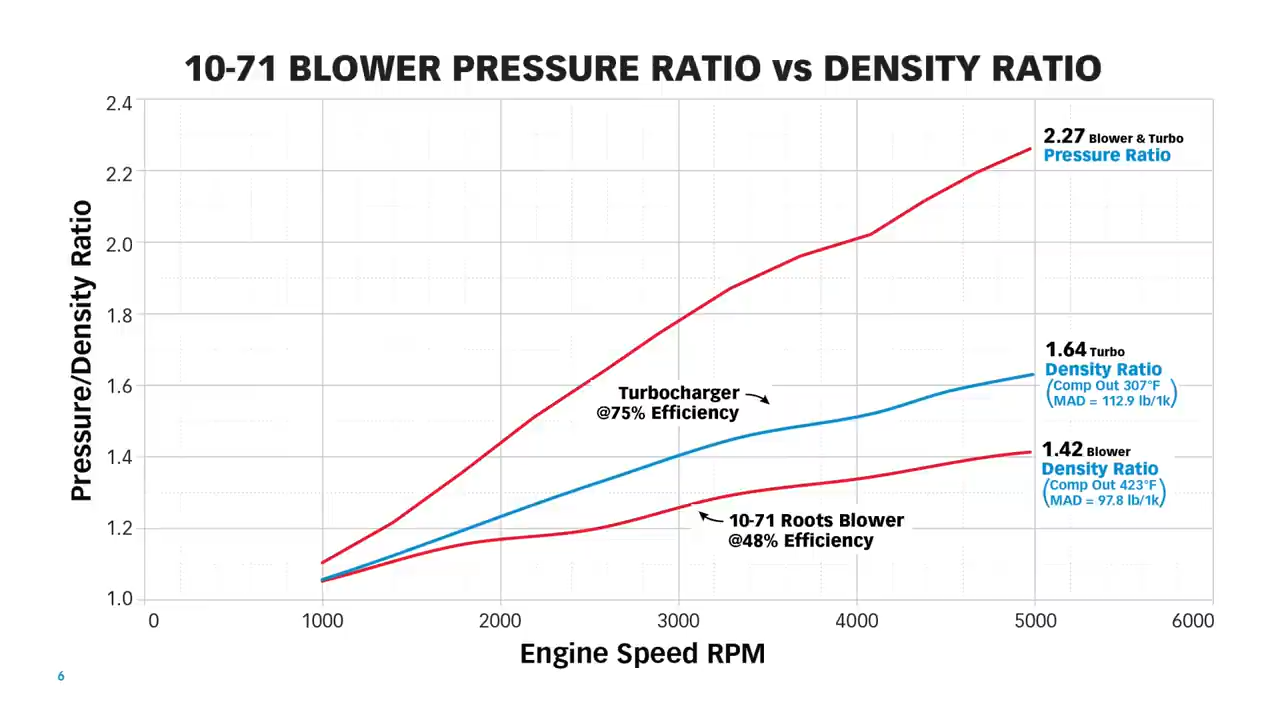 10-71 BLOWER PRESSURE RATIO vs DENSITY RATIO
Pressure/Density Ratio
2.4
2.2
2.0
1.8
1.6
1.4
1.2
1.0
2.27 Blower & Turbo
Pressure Ratio
1.64 Turbo
Density Ratio
(Comp Out 307°F
MAD = 112.9 lb/1k)
Turbocharger
@75% Efficiency
1.42 Blower
Density Ratio
(Comp Out 423°F
MAD = 97.8 lb/1k)
10-71 Roots Blower
@48% Efficiency
0 1000 2000 3000 4000 5000 6000
Engine Speed RPM
6